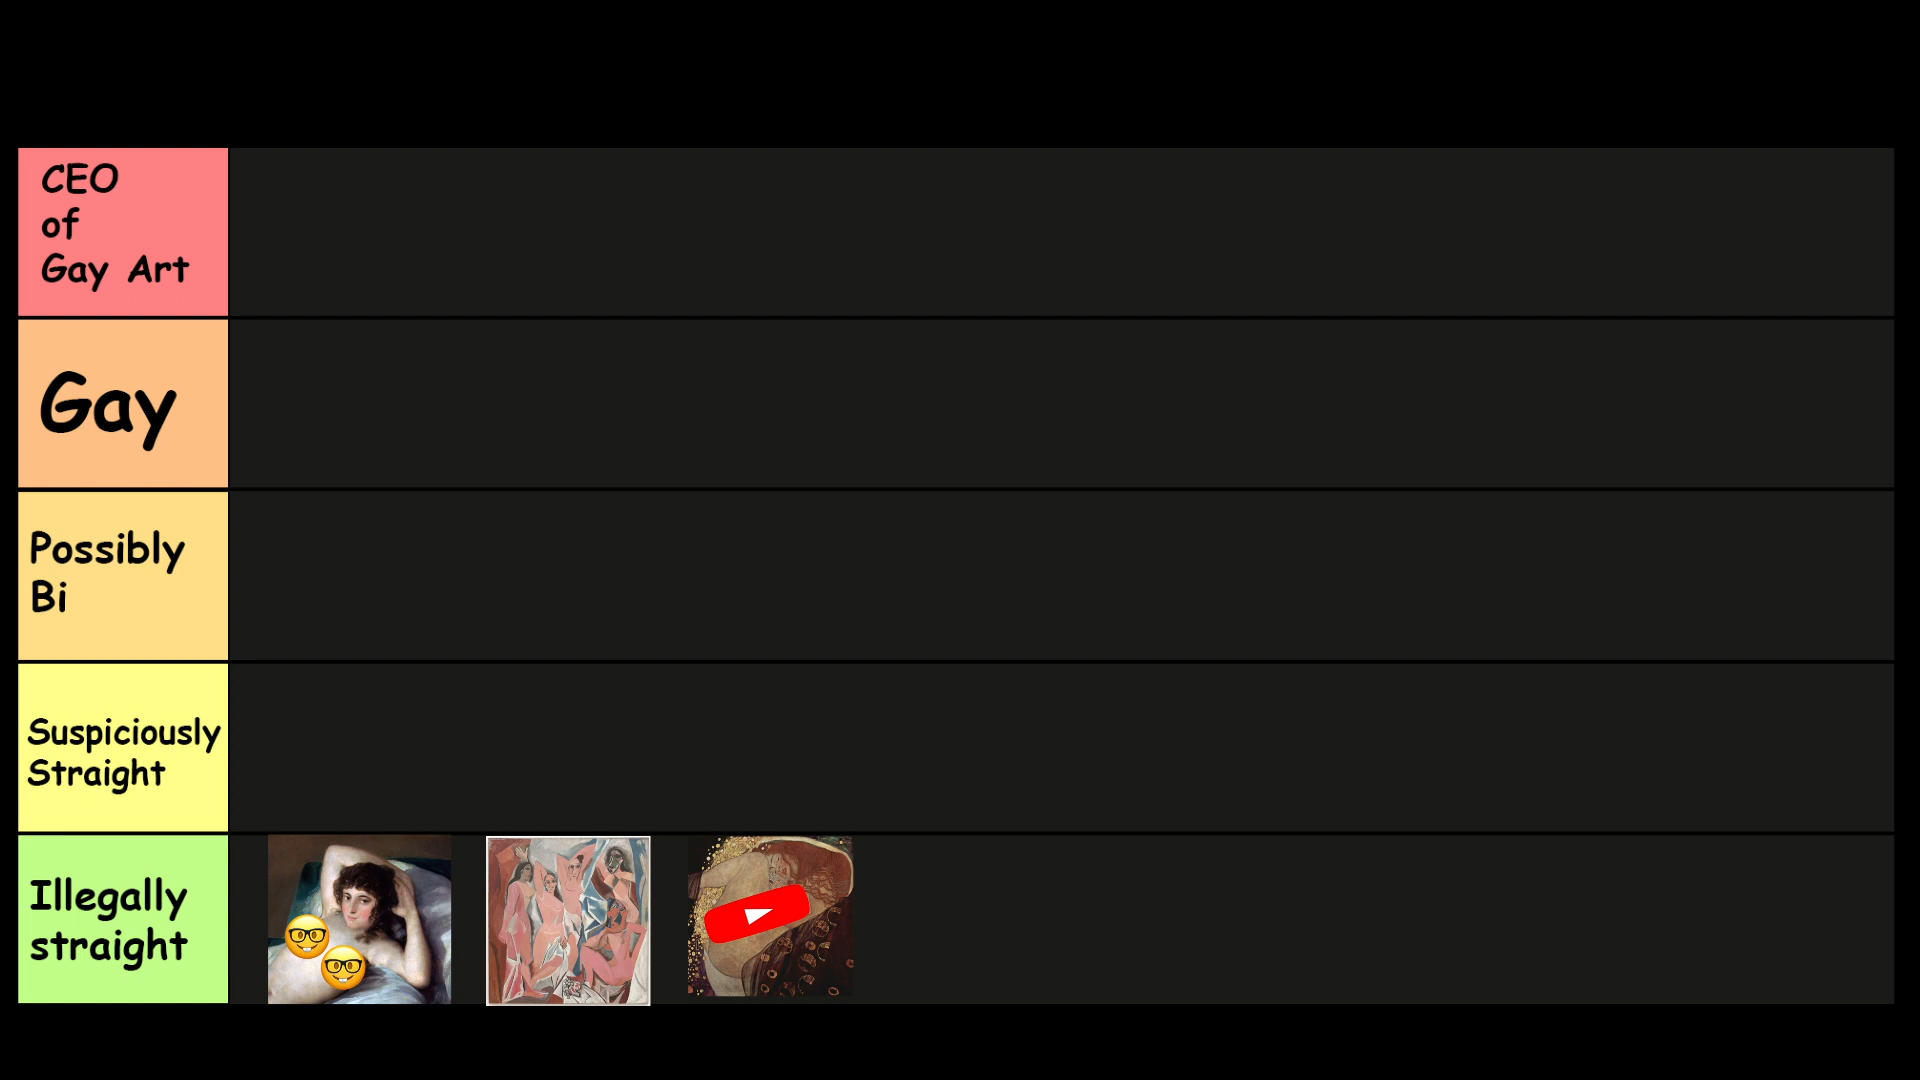 CEO
of
Gay Art
Gay
Possibly
Bi
Suspiciously
Straight
Illegally
straight